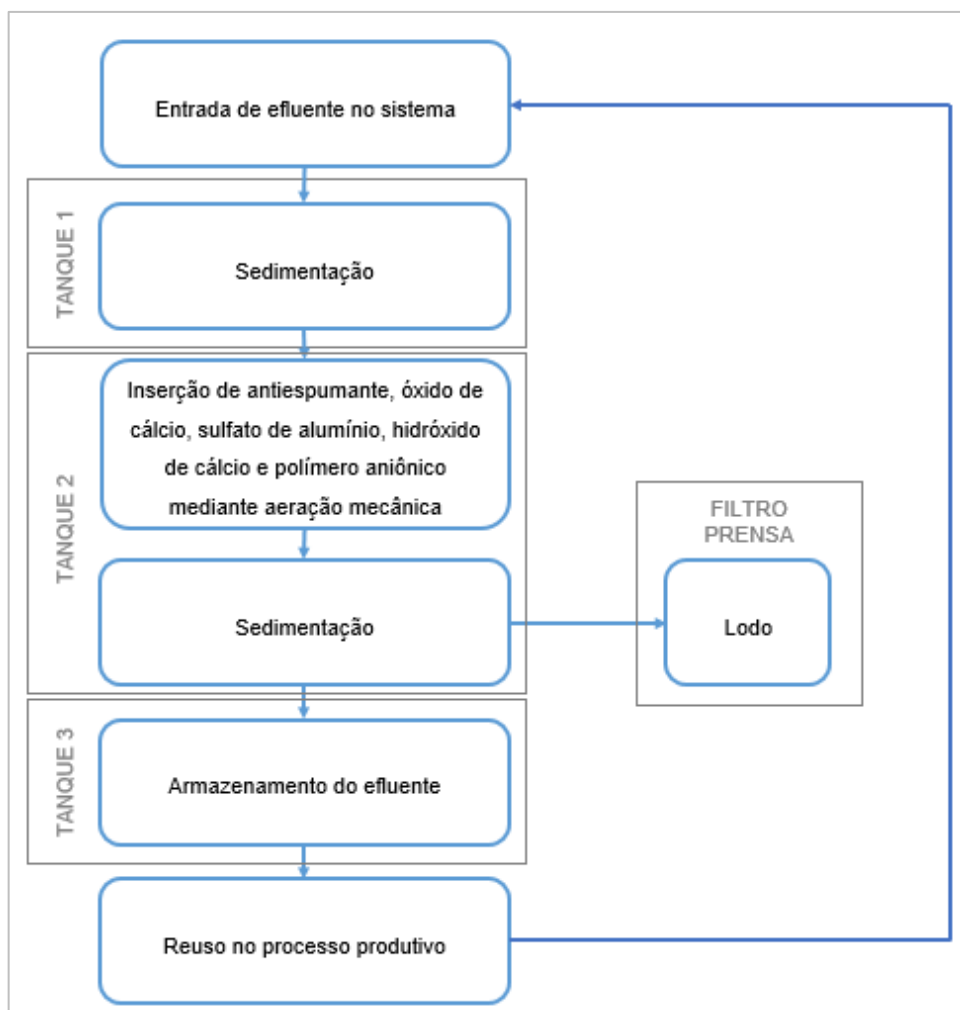 Entrada de efluente no sistema
TANQUE 1
Sedimentação
TANQUE 2
Inserção de antiespumante, óxido de
cálcio, sulfato de alumínio, hidróxido
de cálcio e polímero aniônico
mediante aeração mecânica
Sedimentação
FILTRO
PRENSA
Lodo
TANQUE 3
Armazenamento do efluente
Reuso no processo produtivo